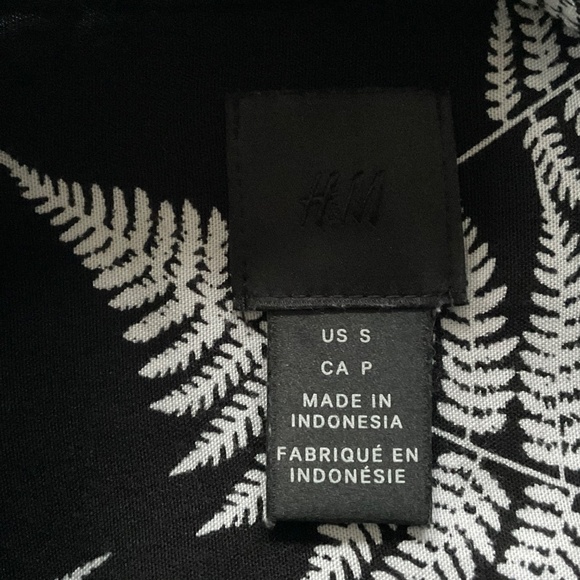 H&M
US S
CA P
MADE IN
INDONESIA
FABRIQUÉ EN
INDONÉSIE